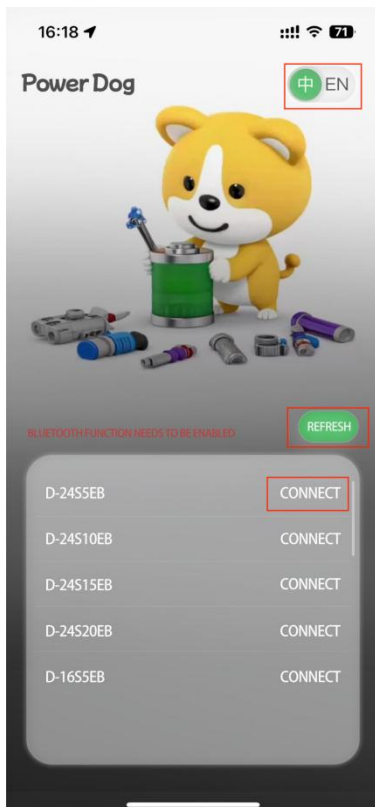 16:18
71
Power Dog
中 EN
BLUETOOTH FUNCTION NEEDS TO BE ENABLED
REFRESH
D-24S5EB CONNECT
D-24S10EB CONNECT
D-24S15EB CONNECT
D-24S20EB CONNECT
D-16S5EB CONNECT